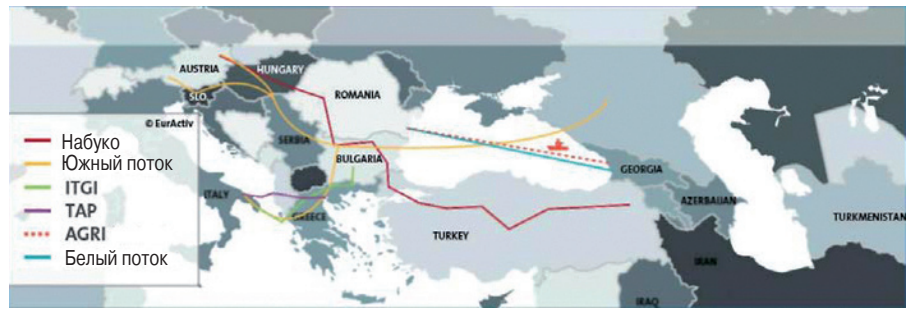 AUSTRIA
HUNGARY
SLO.
ROMANIA
© EurActiv
SERBIA
BULGARIA
ITALY
GREECE
TURKEY
GEORGIA
AZERBAIJAN
TURKMENISTAN
IRAN
IRAQ
Набуко
Южный поток
ITGI
TAP
AGRI
Белый поток